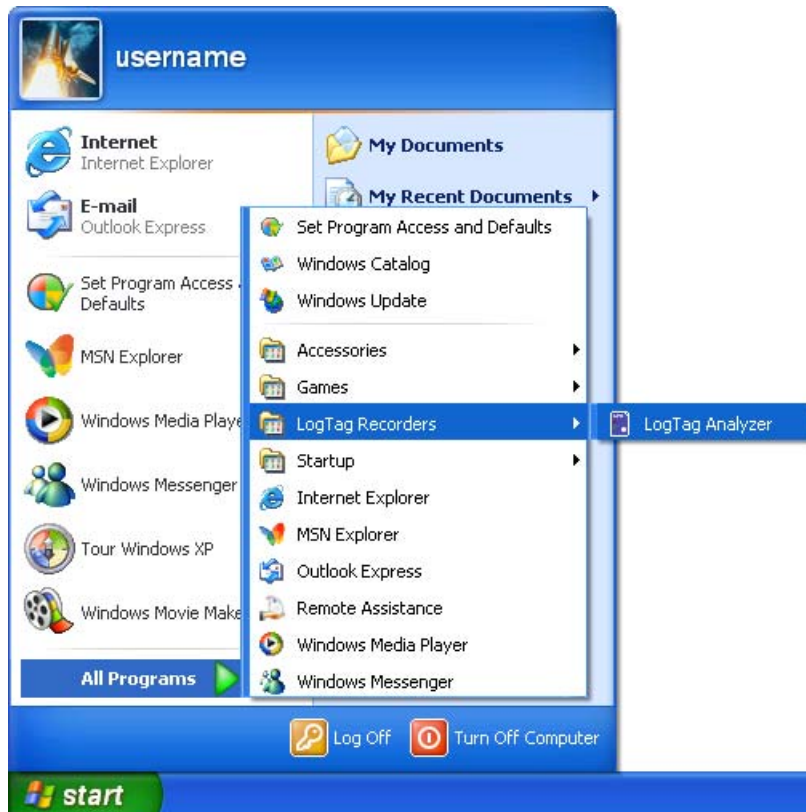 username
Internet
Internet Explorer
E-mail
Outlook Express
Set Program Access
Defaults
MSN Explorer
Windows Media Playe
Windows Messenger
Tour Windows XP
Windows Movie Make
All Programs
My Documents
My Recent Documents
Set Program Access and Defaults
Windows Catalog
Windows Update
Accessories
Games
LogTag Recorders
Startup
Internet Explorer
MSN Explorer
Outlook Express
Remote Assistance
Windows Media Player
Windows Messenger
LogTag Analyzer
Log Off
Turn Off Computer
start